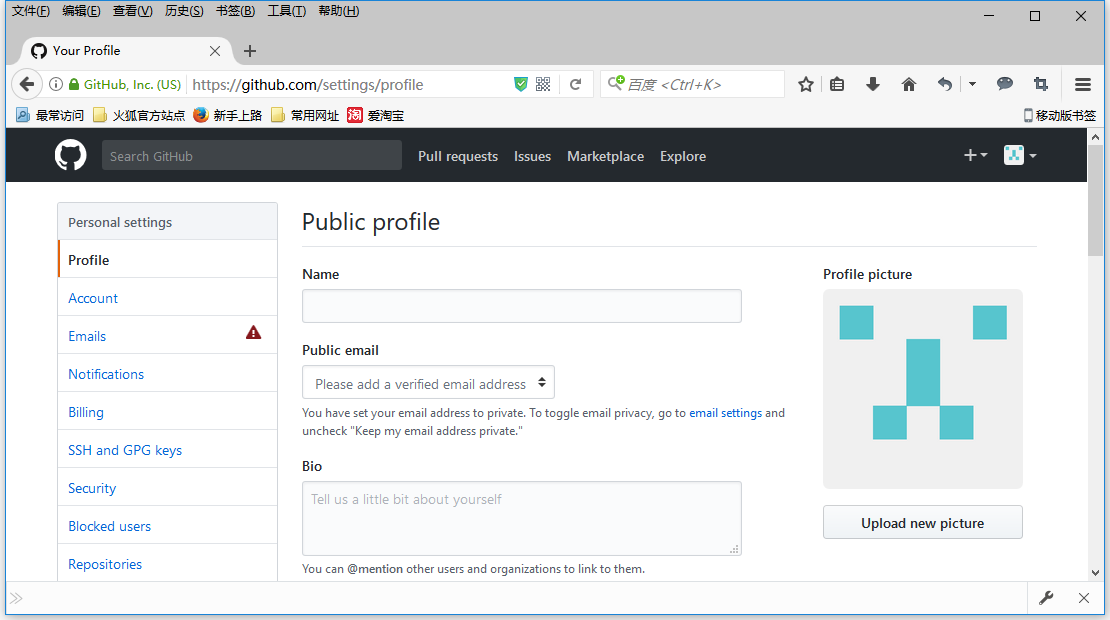 文件(F) 编辑(E) 查看(V) 历史(S) 书签(B) 工具(T) 帮助(H)
Your Profile
GitHub, Inc. (US) https://github.com/settings/profile 百度 <Ctrl+K>
最常访问 火狐官方站点 新手上路 常用网址 淘 爱淘宝 移动版书签
Search GitHub Pull requests Issues Marketplace Explore
Personal settings
Profile
Account
Emails
Notifications
Billing
SSH and GPG keys
Security
Blocked users
Repositories
Public profile
Name
Public email
Please add a verified email address
You have set your email address to private. To toggle email privacy, go to email settings and
uncheck "Keep my email address private."
Bio
Tell us a little bit about yourself
You can @mention other users and organizations to link to them.
Profile picture
Upload new picture